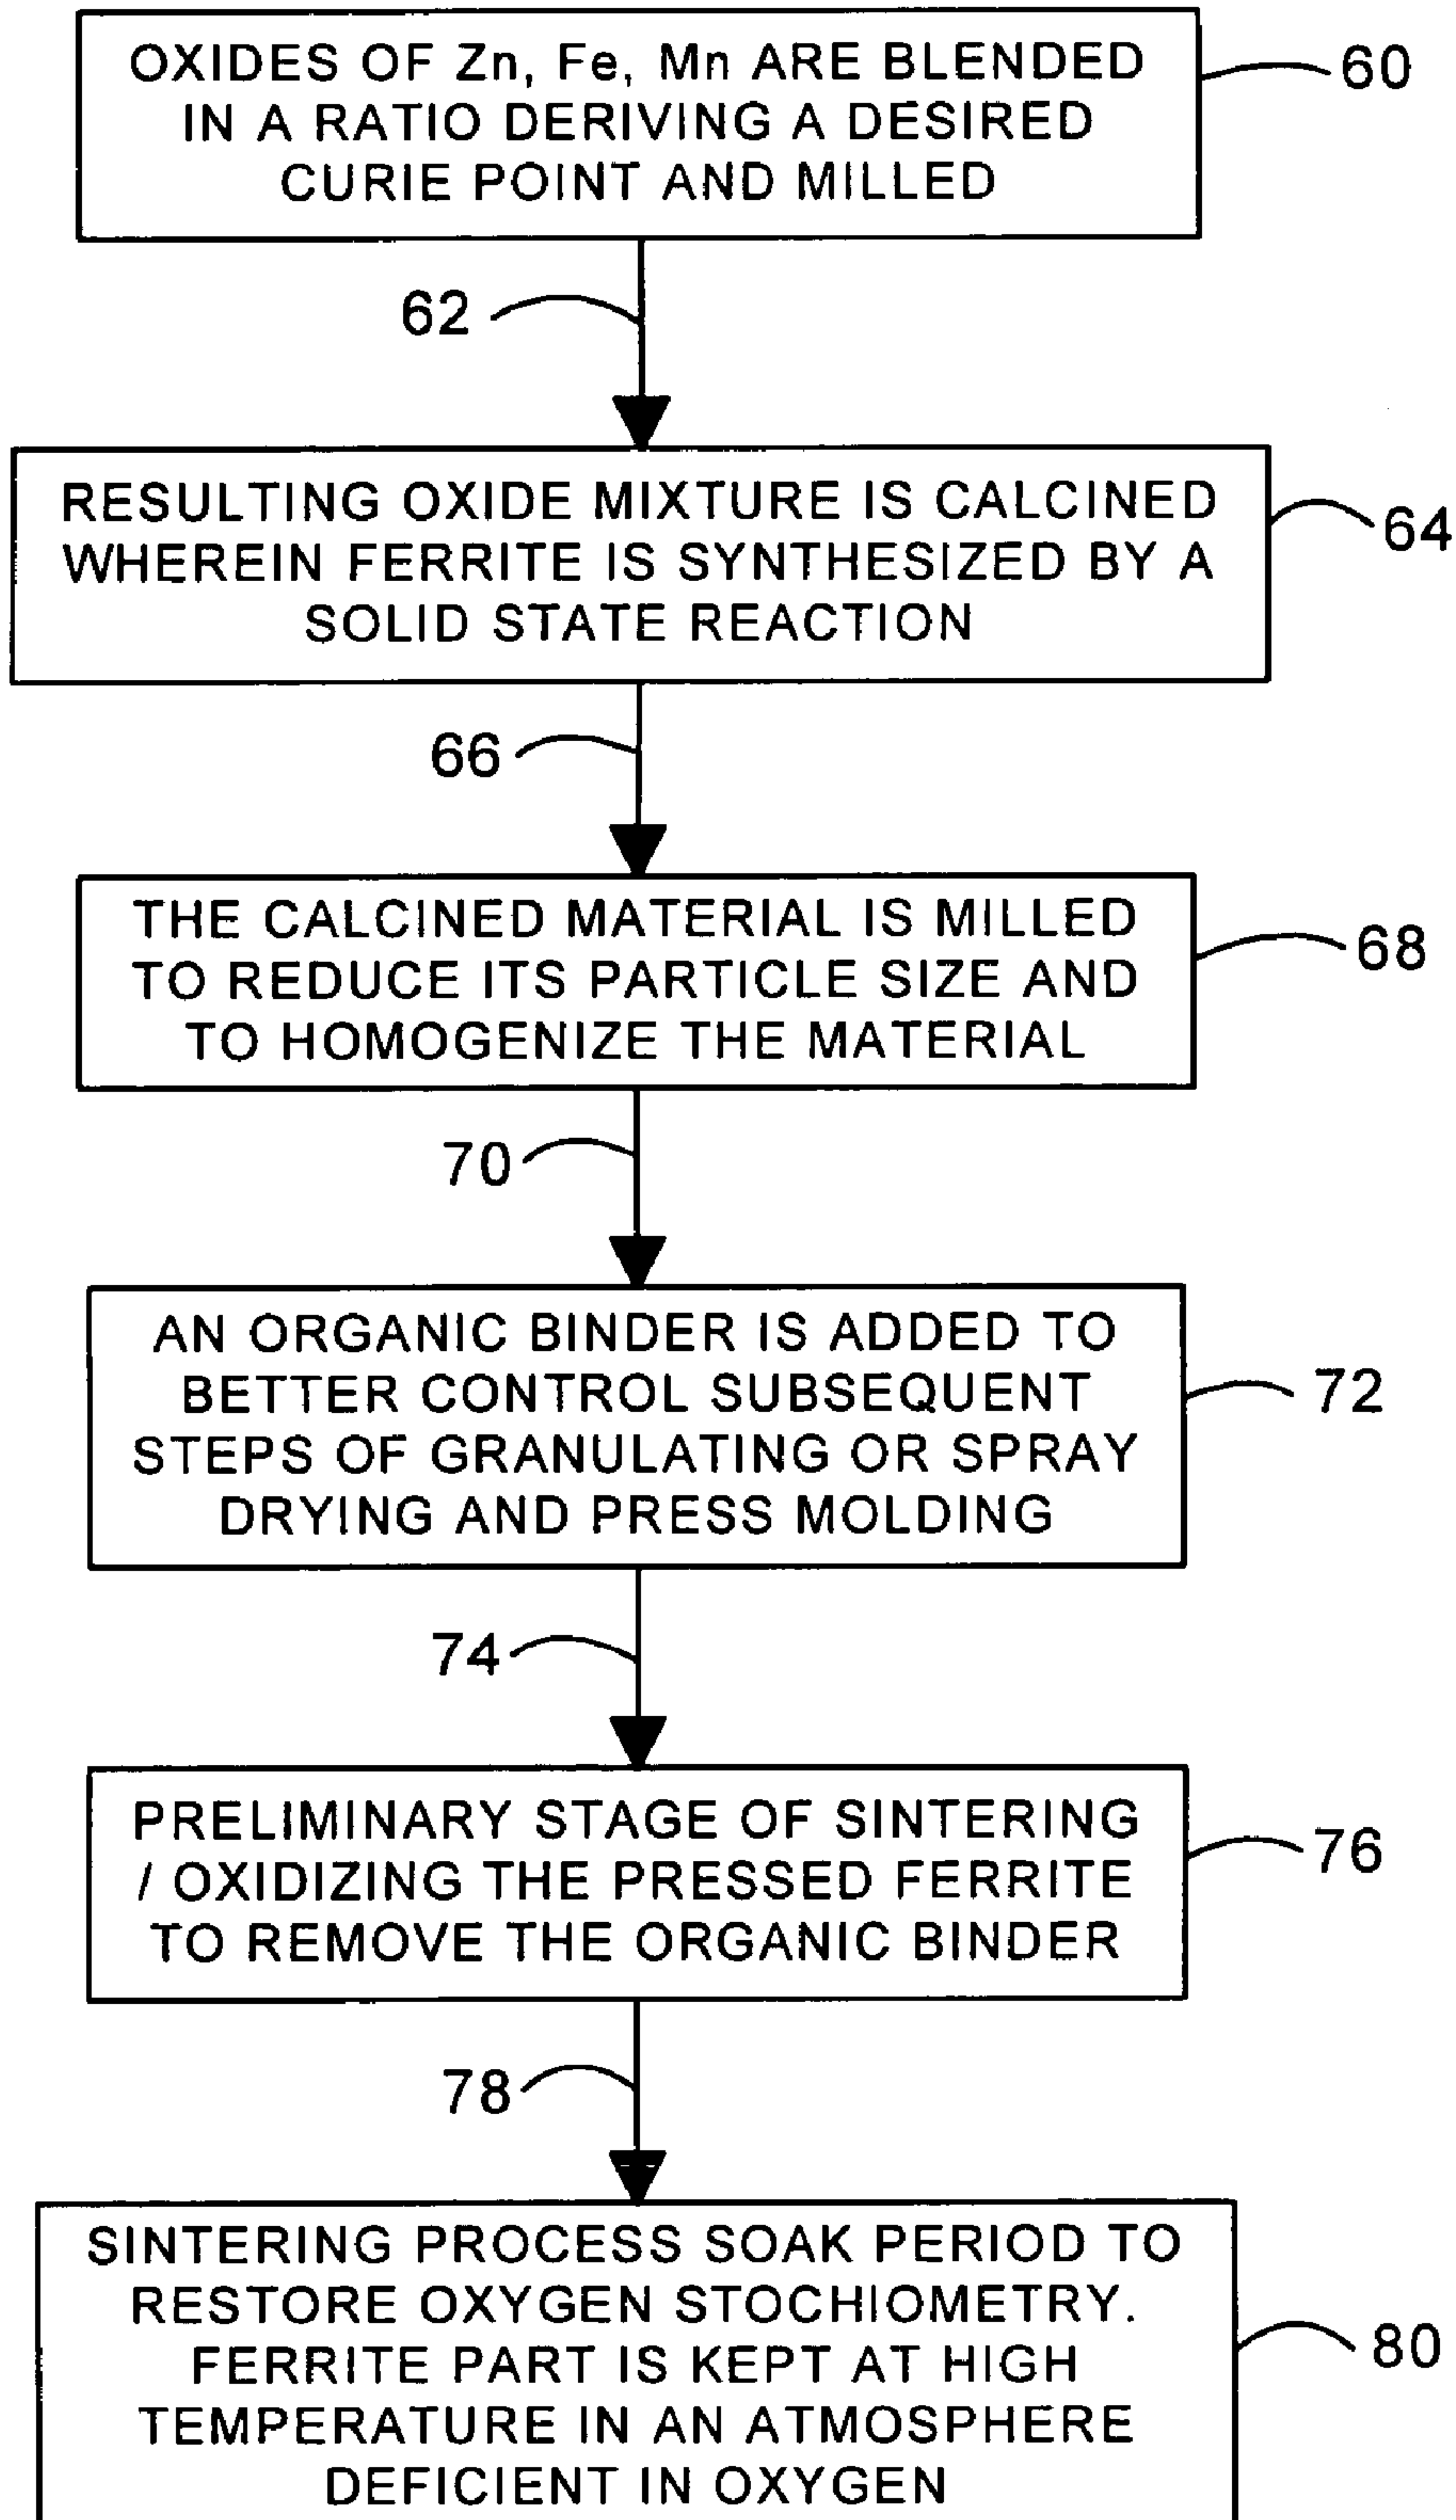 OXIDES OF Zn, Fe, Mn ARE BLENDED
IN A RATIO DERIVING A DESIRED
CURIE POINT AND MILLED
60
62
RESULTING OXIDE MIXTURE IS CALCINED
WHEREIN FERRITE IS SYNTHESIZED BY A
SOLID STATE REACTION
64
66
THE CALCINED MATERIAL IS MILLED
TO REDUCE ITS PARTICLE SIZE AND
TO HOMOGENIZE THE MATERIAL
68
70
AN ORGANIC BINDER IS ADDED TO
BETTER CONTROL SUBSEQUENT
STEPS OF GRANULATING OR SPRAY
DRYING AND PRESS MOLDING
72
74
PRELIMINARY STAGE OF SINTERING
/ OXIDIZING THE PRESSED FERRITE
TO REMOVE THE ORGANIC BINDER
76
78
SINTERING PROCESS SOAK PERIOD TO
RESTORE OXYGEN STOCHIOMETRY.
FERRITE PART IS KEPT AT HIGH
TEMPERATURE IN AN ATMOSPHERE
DEFICIENT IN OXYGEN
80